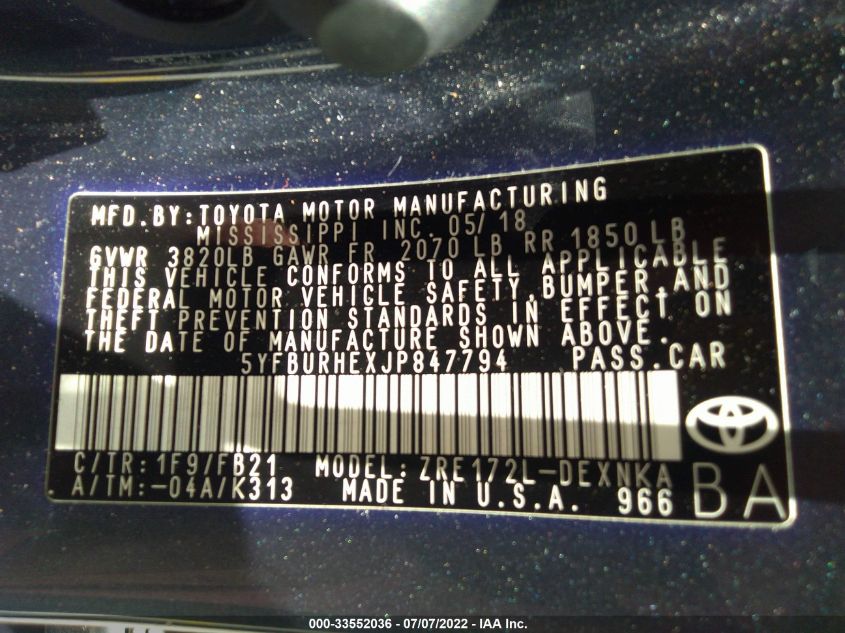 MFD. BY: TOYOTA MOTOR MANUFACTURING
MISSISSIPPI INC. 05/18
GVWR 3820LB GAWR FR 2070 LB RR 1850 LB
THIS VEHICLE CONFORMS TO ALL APPLICABLE
FEDERAL MOTOR VEHICLE SAFETY, BUMPER, AND
THEFT PREVENTION STANDARDS IN EFFECT ON
THE DATE OF MANUFACTURE SHOWN ABOVE.
5YFBURHEXJP847794 PASS. CAR
C/TR: 1F9/FB21 MODEL: ZRE172L-DEXNKA
A/TM: -04A/K313 MADE IN U.S.A. 966
BA
000-33552036 - 07/07/2022 - IAA Inc.